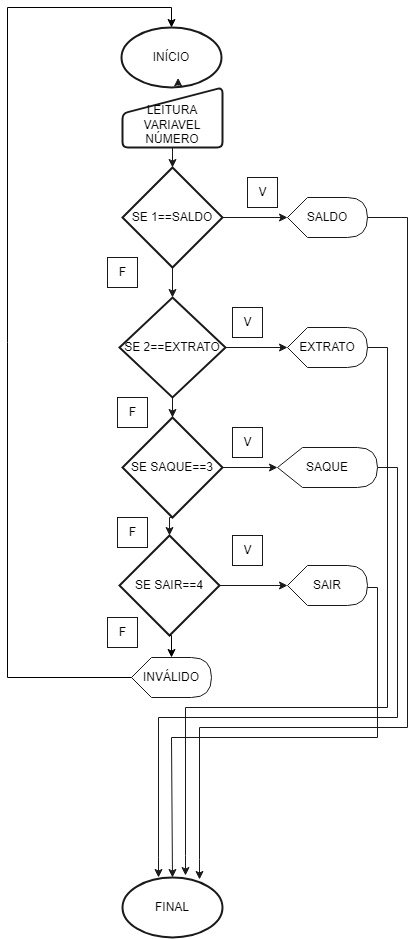 INÍCIO
LEITURA
VARIAVEL
NÚMERO
SE 1==SALDO
V
SALDO
F
SE 2==EXTRATO
V
EXTRATO
F
SE SAQUE==3
V
SAQUE
F
SE SAIR==4
V
SAIR
F
INVÁLIDO
FINAL